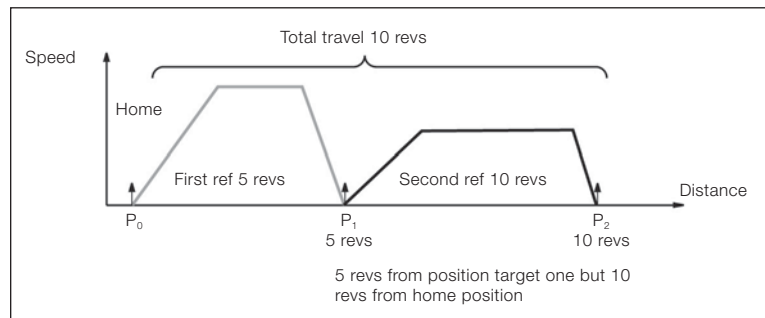 Total travel 10 revs
Speed
Home
First ref 5 revs
Second ref 10 revs
Distance
P₀
P₁
P₂
5 revs
10 revs
5 revs from position target one but 10
revs from home position